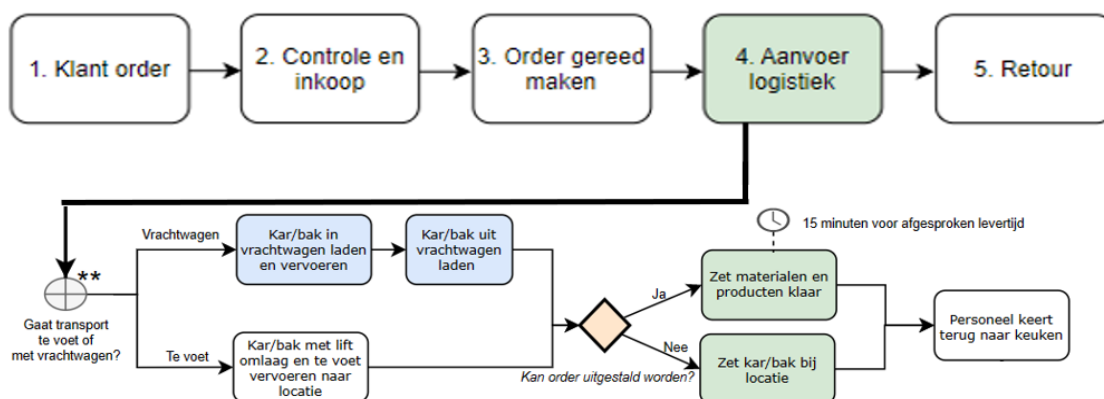 1. Klant order
2. Controle en
inkoop
3. Order gereed
maken
4. Aanvoer
logistiek
5. Retour
15 minuten voor afgesproken levertijd
Vrachtwagen
Kar/bak in
vrachtwagen laden
en vervoeren
Kar/bak uit
vrachtwagen
laden
**
Gaat transport
te voet of
met vrachtwagen?
Te voet
Kar/bak met lift
omlaag en te voet
vervoeren naar
locatie
Ja
Nee
Kan order uitgestald worden?
Zet materialen en
producten klaar
Zet kar/bak bij
locatie
Personeel keert
terug naar keuken